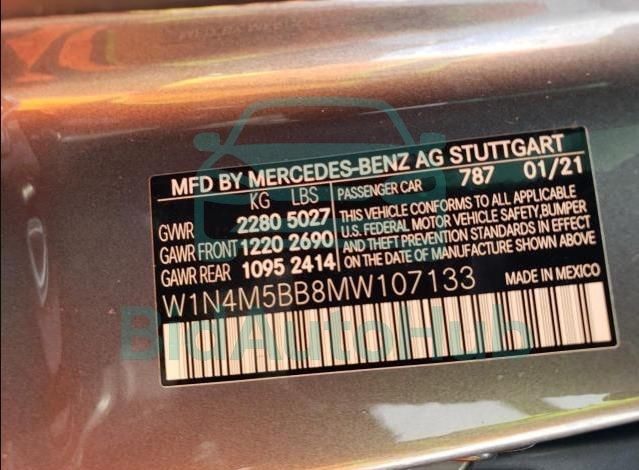 MFD BY MERCEDES-BENZ AG STUTTGART
KG LBS PASSENGER CAR 787 01/21
GVWR 2280 5027
GAWR FRONT 1220 2690
GAWR REAR 1095 2414
THIS VEHICLE CONFORMS TO ALL APPLICABLE
U.S. FEDERAL MOTOR VEHICLE SAFETY, BUMPER
AND THEFT PREVENTION STANDARDS IN EFFECT
ON THE DATE OF MANUFACTURE SHOWN ABOVE
W1N4M5BB8MW107133 MADE IN MEXICO
BidAutoHub